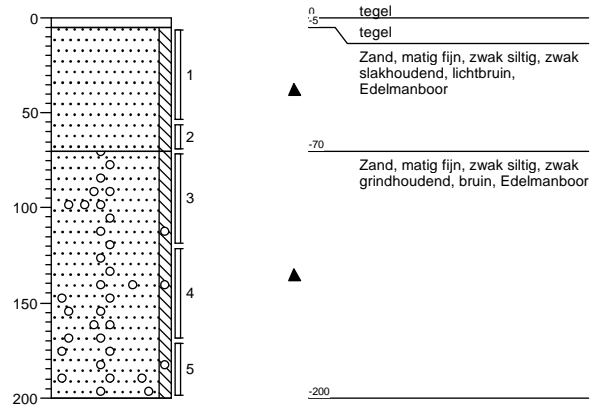 0
50
100
150
200
1
2
3
4
5
0
tegel
-5
tegel
Zand, matig fijn, zwak siltig, zwak
slakhoudend, lichtbruin,
Edelmanboor
-70
Zand, matig fijn, zwak siltig, zwak
grindhoudend, bruin, Edelmanboor
-200